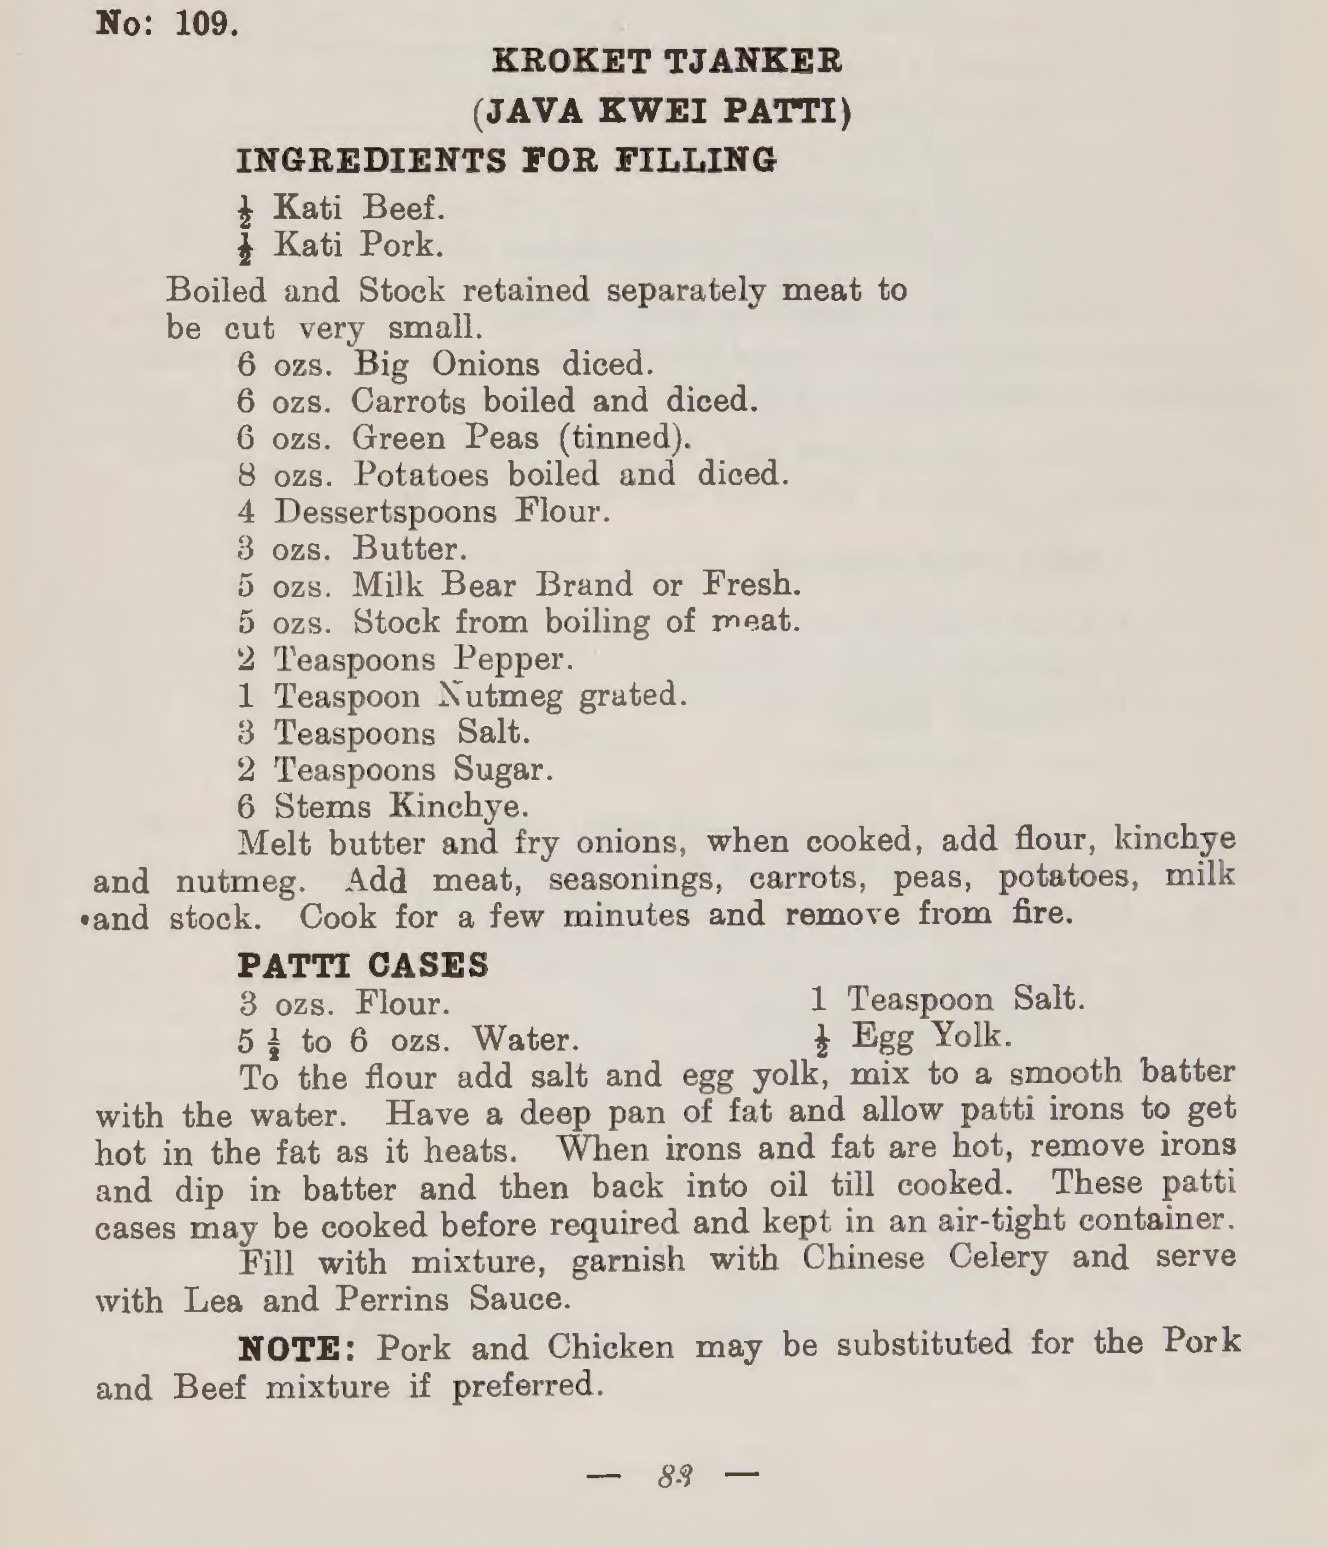 No: 109.
KROKET TJANKER
(JAVA KWEI PATTI)
INGREDIENTS FOR FILLING
½ Kati Beef.
½ Kati Pork.
Boiled and Stock retained separately meat to
be cut very small.
6 ozs. Big Onions diced.
6 ozs. Carrots boiled and diced.
6 ozs. Green Peas (tinned).
8 ozs. Potatoes boiled and diced.
4 Dessertspoons Flour.
3 ozs. Butter.
5 ozs. Milk Bear Brand or Fresh.
5 ozs. Stock from boiling of meat.
2 Teaspoons Pepper.
1 Teaspoon Nutmeg grated.
3 Teaspoons Salt.
2 Teaspoons Sugar.
6 Stems Kinchye.
Melt butter and fry onions, when cooked, add flour, kinchye
and nutmeg. Add meat, seasonings, carrots, peas, potatoes, milk
and stock. Cook for a few minutes and remove from fire.
PATTI CASES
3 ozs. Flour. 1 Teaspoon Salt.
5 ½ to 6 ozs. Water. ½ Egg Yolk.
To the flour add salt and egg yolk, mix to a smooth batter
with the water. Have a deep pan of fat and allow patti irons to get
hot in the fat as it heats. When irons and fat are hot, remove irons
and dip in batter and then back into oil till cooked. These patti
cases may be cooked before required and kept in an air-tight container.
Fill with mixture, garnish with Chinese Celery and serve
with Lea and Perrins Sauce.
NOTE: Pork and Chicken may be substituted for the Pork
and Beef mixture if preferred.
— 83 —